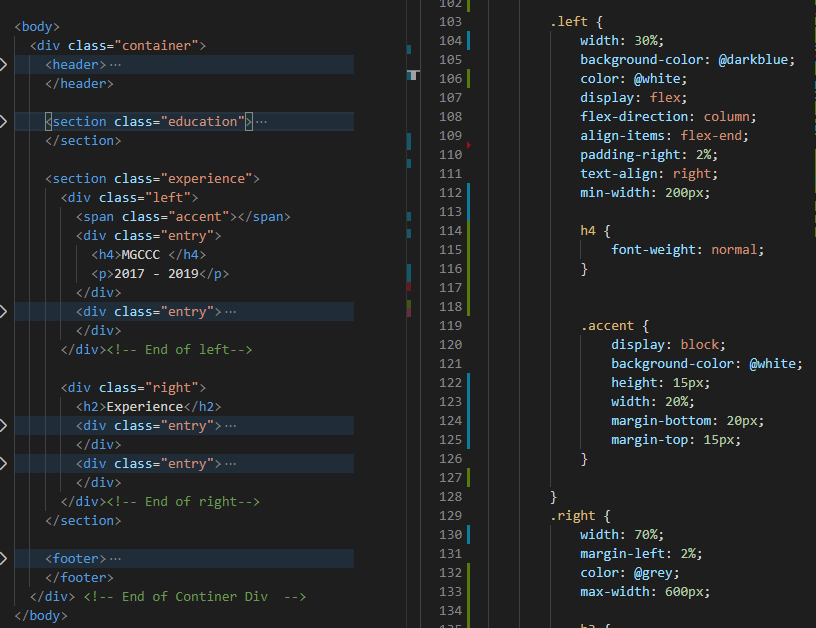 <body>
<div class="container">
<header>⋯
</header>
<section class="education">⋯
</section>
<section class="experience">
<div class="left">
<span class="accent"></span>
<div class="entry">
<h4>MGCCC </h4>
<p>2017 - 2019</p>
</div>
<div class="entry">⋯
</div>
</div><!-- End of left-->
<div class="right">
<h2>Experience</h2>
<div class="entry">⋯
</div>
<div class="entry">⋯
</div>
</div><!-- End of right-->
</section>
<footer>⋯
</footer>
</div> <!-- End of Continer Div  -->
</body>
102
103 .left {
104 width: 30%;
105 background-color: @darkblue;
106 color: @white;
107 display: flex;
108 flex-direction: column;
109 align-items: flex-end;
110 padding-right: 2%;
111 text-align: right;
112 min-width: 200px;
113
114 h4 {
115 font-weight: normal;
116 }
117
118
119 .accent {
120 display: block;
121 background-color: @white;
122 height: 15px;
123 width: 20%;
124 margin-bottom: 20px;
125 margin-top: 15px;
126 }
127
128 }
129 .right {
130 width: 70%;
131 margin-left: 2%;
132 color: @grey;
133 max-width: 600px;
134